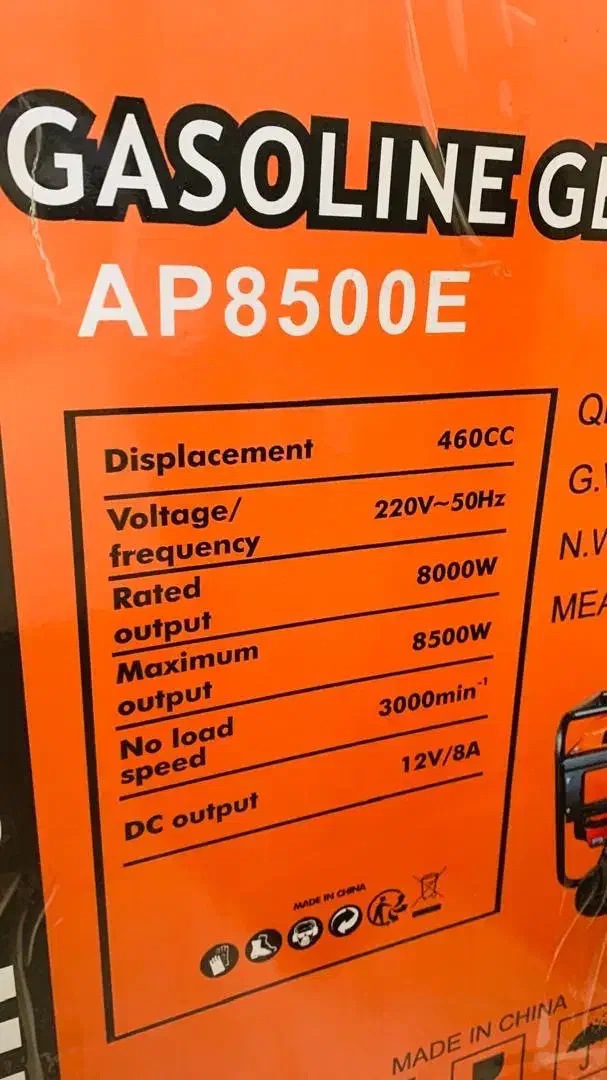 GASOLINE GE
AP8500E
Displacement 460CC
Voltage/
frequency 220V~50Hz
Rated
output 8000W
Maximum
output 8500W
No load
speed 3000min⁻¹
DC output 12V/8A
MADE IN CHINA
G.W
N.W
MEA
MADE IN CHINA